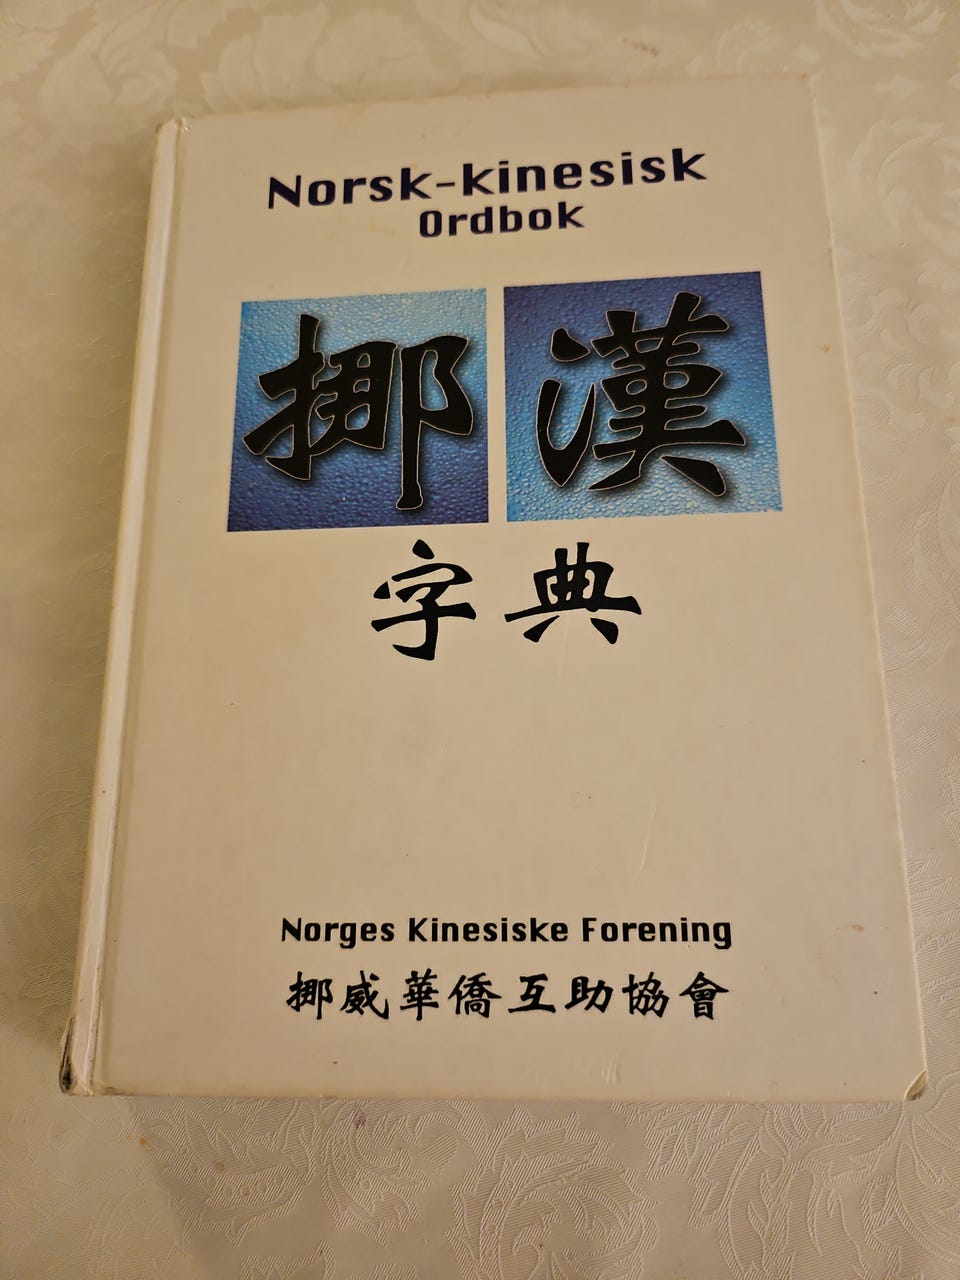 Norsk-kinesisk
Ordbok
挪漢
字典
Norges Kinesiske Forening
挪威華僑互助協會